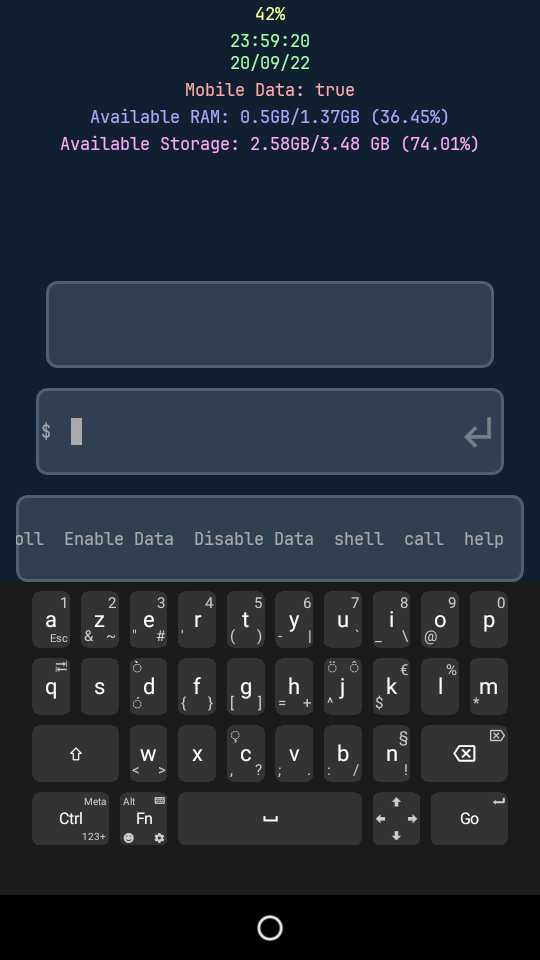 42%
23:59:20
20/09/22
Mobile Data: true
Available RAM: 0.5GB/1.37GB (36.45%)
Available Storage: 2.58GB/3.48 GB (74.01%)
$
oll Enable Data Disable Data shell call help
1 2 3 4 5 6 7 8 9 0
a z e r t y u i o p
Esc & ~ " # ' ( ) - | ` _ \ @
€ %
q s d f g h j k l m
{ } [ ] = + ^ $ *
§
w x c v b n
< > , ? ; . : / !
Meta Alt
Ctrl Fn Go
123+